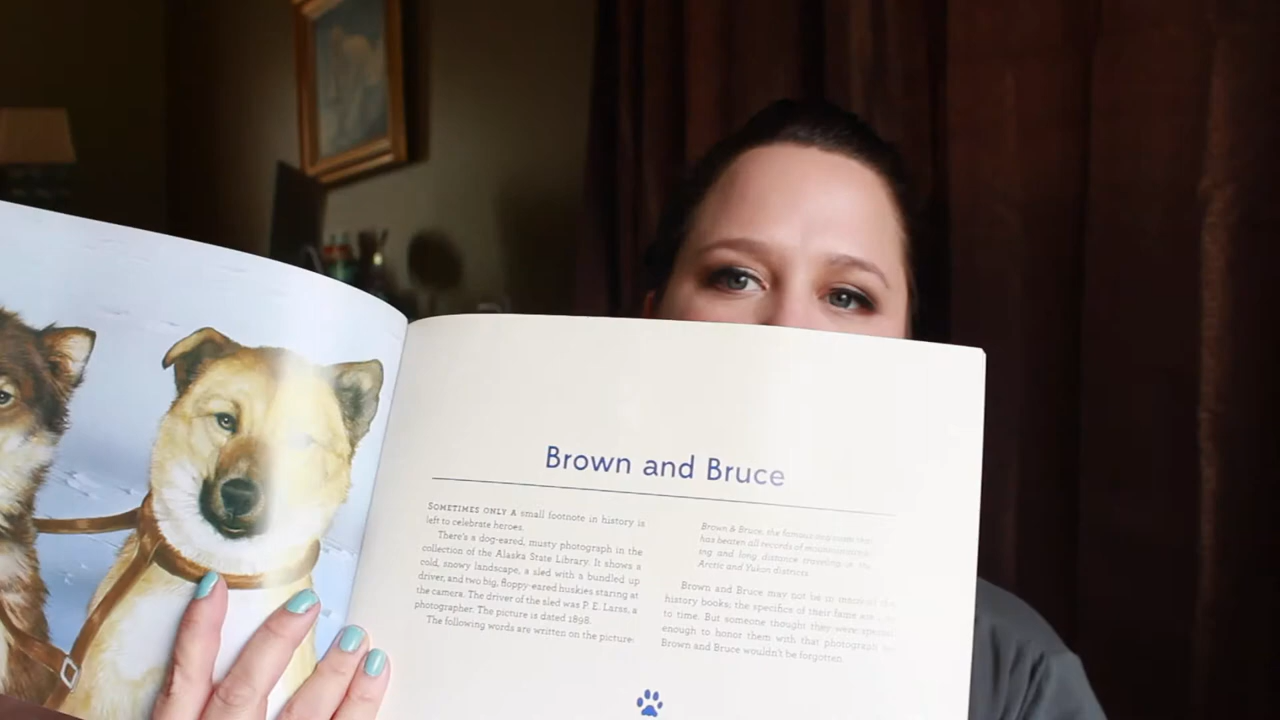 Brown and Bruce
SOMETIMES ONLY A small footnote in history is
left to celebrate heroes.
There's a dog-eared, musty photograph in the
collection of the Alaska State Library. It shows a
cold, snowy landscape, a sled with a bundled up
driver, and two big, floppy-eared huskies staring at
the camera. The driver of the sled was P. E. Larss, a
photographer. The picture is dated 1898.
The following words are written on the picture:
Brown & Bruce, the famous
has beaten all records of
ing and long distance traveling in the
Arctic and Yukon districts.
Brown and Bruce may not be in
history books; the specifics of their fame are
to time. But someone thought they were special
enough to honor them with that photograph
Brown and Bruce wouldn't be forgotten.